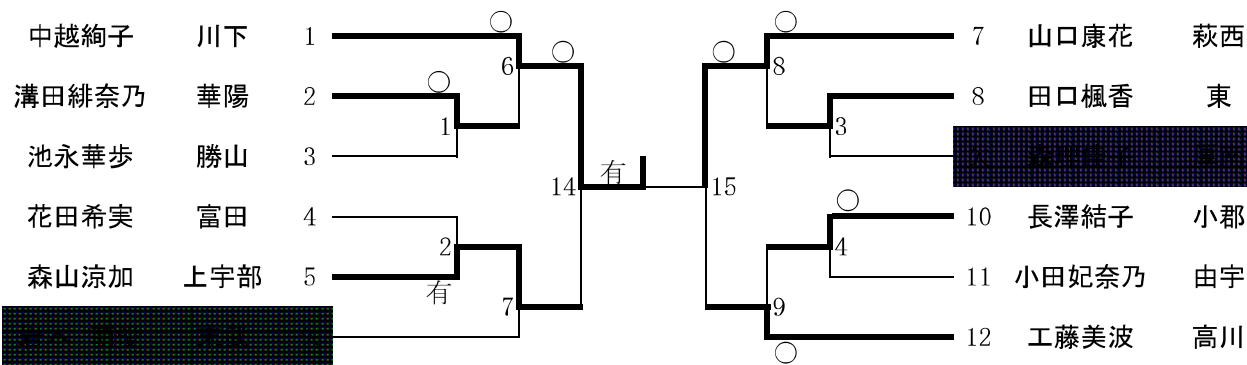 中越絢子 川下 1
溝田緋奈乃 華陽 2
池永華歩 勝山 3
花田希実 富田 4
森山涼加 上宇部 5
○
6
○
○
1
14
2
有
7
有
○
○
8
3
15
○
4
9
○
7 山口康花 萩西
8 田口楓香 東
10 長澤結子 小郡
11 小田妃奈乃 由宇
12 工藤美波 高川